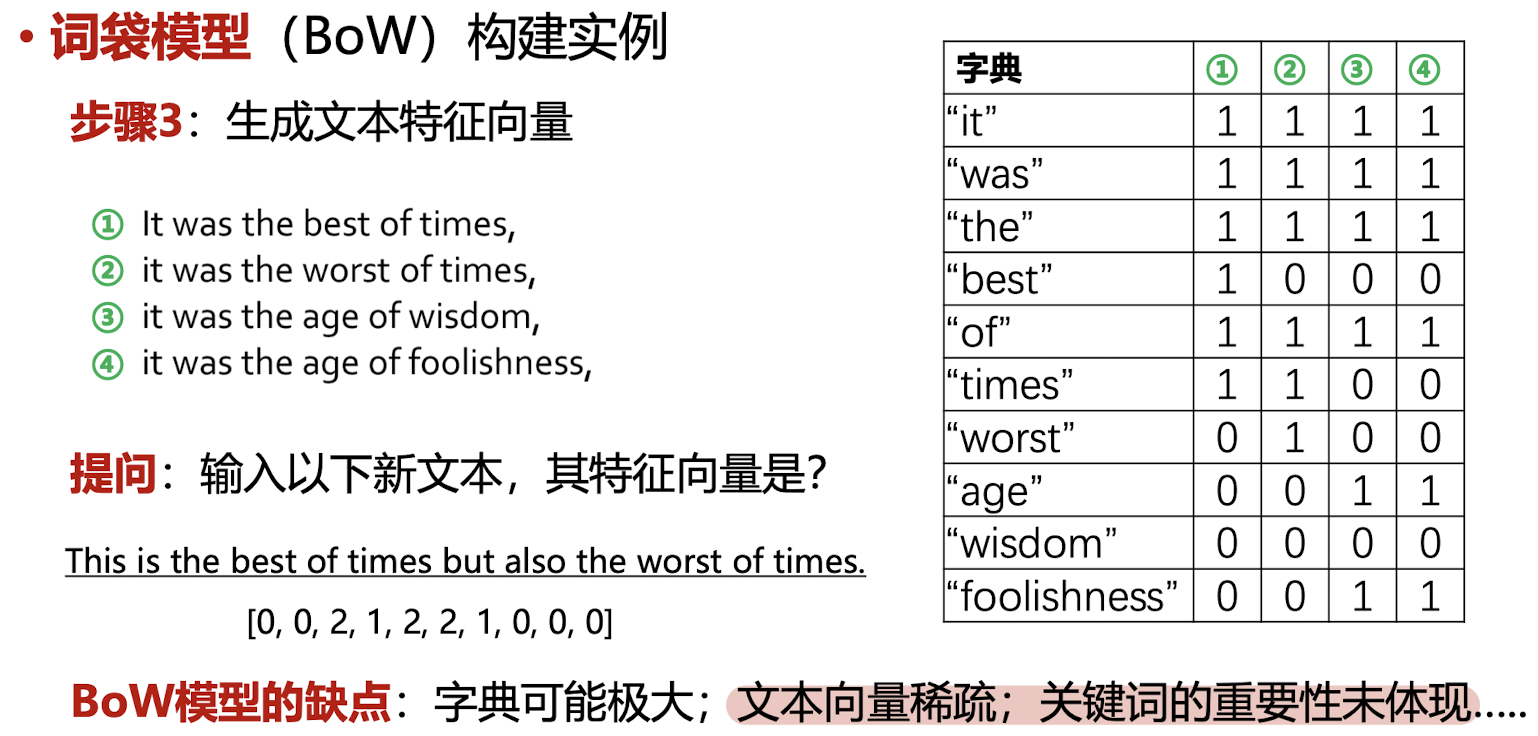 • 词袋模型（BoW）构建实例
步骤3：生成文本特征向量
① It was the best of times,
② it was the worst of times,
③ it was the age of wisdom,
④ it was the age of foolishness,
提问：输入以下新文本，其特征向量是？
This is the best of times but also the worst of times.
[0, 0, 2, 1, 2, 2, 1, 0, 0, 0]
字典 ① ② ③ ④
“it” 1 1 1 1
“was” 1 1 1 1
“the” 1 1 1 1
“best” 1 0 0 0
“of” 1 1 1 1
“times” 1 1 0 0
“worst” 0 1 0 0
“age” 0 0 1 1
“wisdom” 0 0 0 0
“foolishness” 0 0 1 1
BoW模型的缺点：字典可能极大；文本向量稀疏；关键词的重要性未体现.....